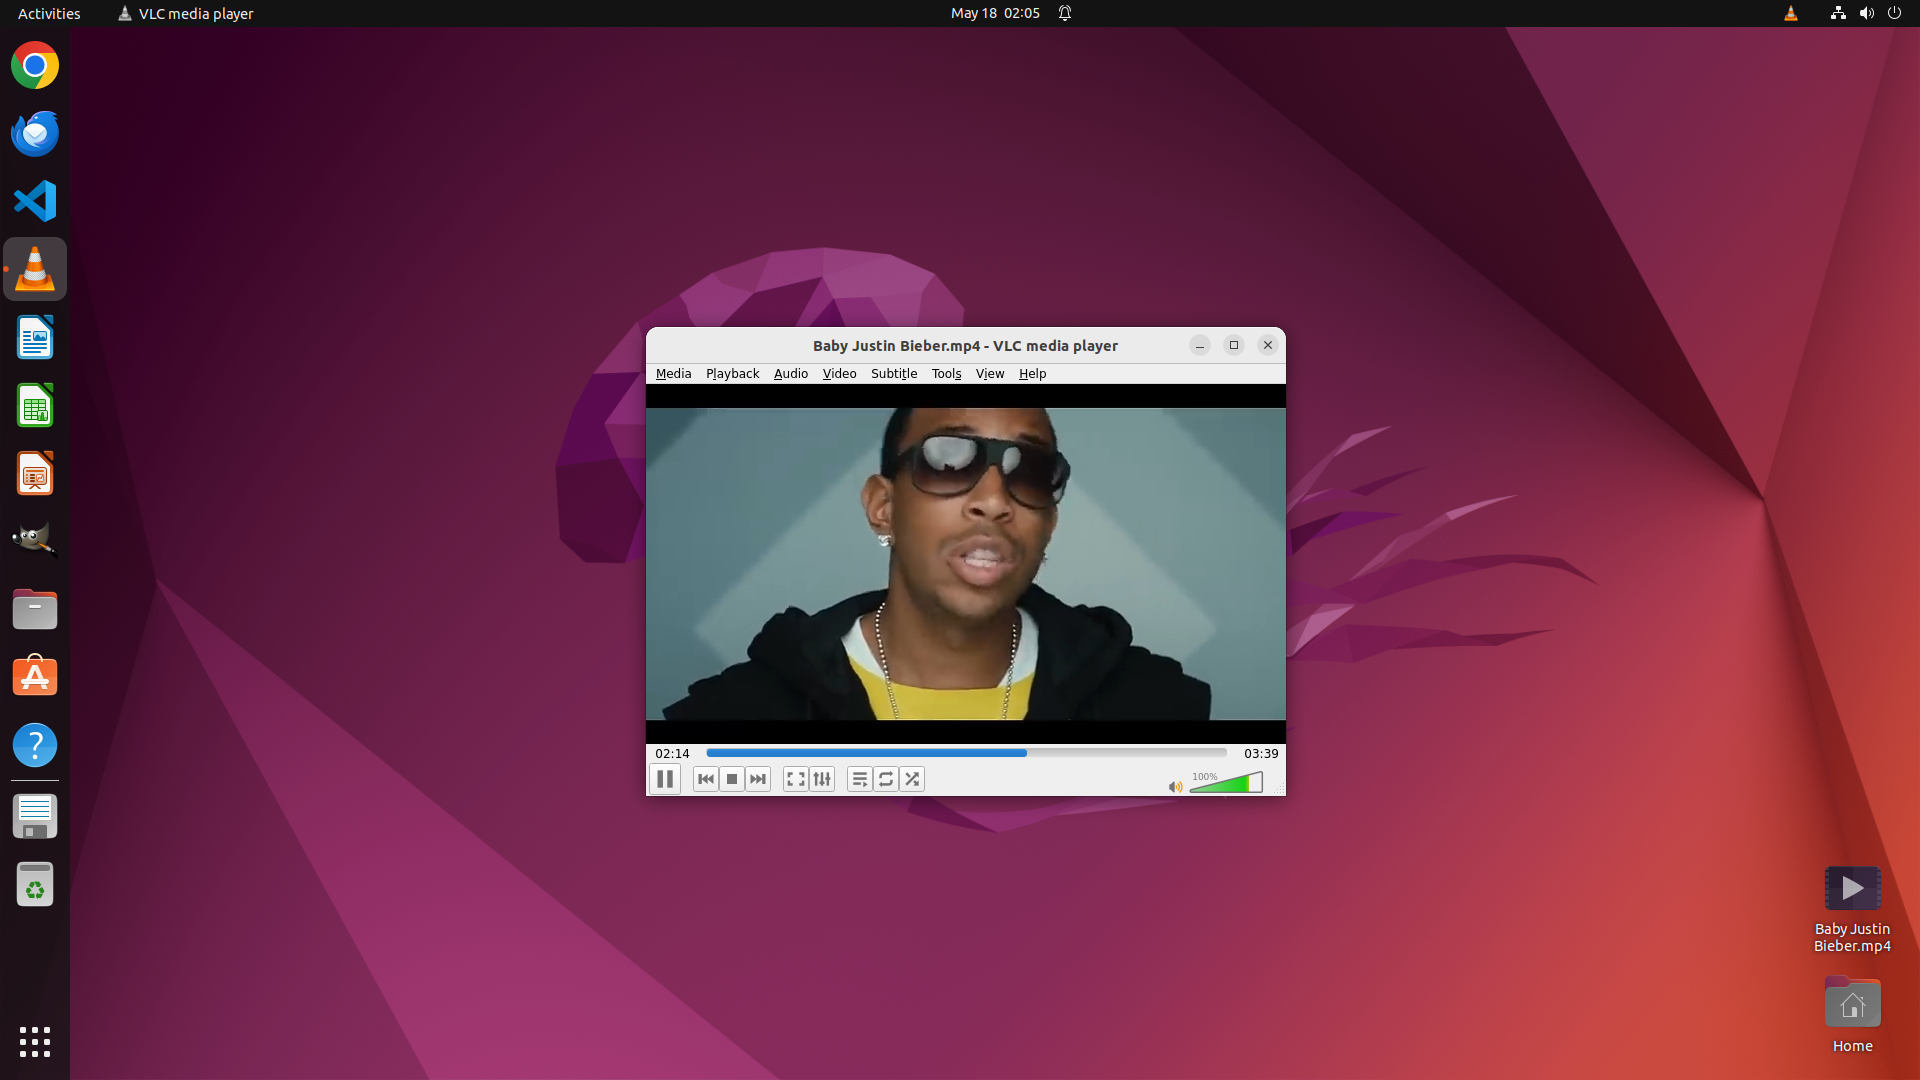 Activities
VLC media player
May 18 02:05
Baby Justin Bieber.mp4 - VLC media player
Media Playback Audio Video Subtitle Tools View Help
02:14
03:39
100%
Baby Justin
Bieber.mp4
Home